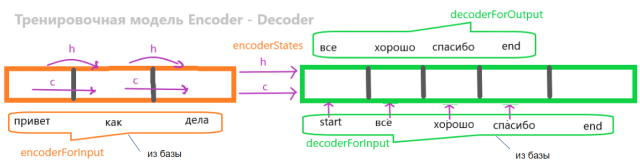 Тренировочная модель Encoder - Decoder
decoderForOutput
h h encoderStates все хорошо спасибо end
h
c c c
привет как дела start все хорошо спасибо end
encoderForInput из базы decoderForInput из базы